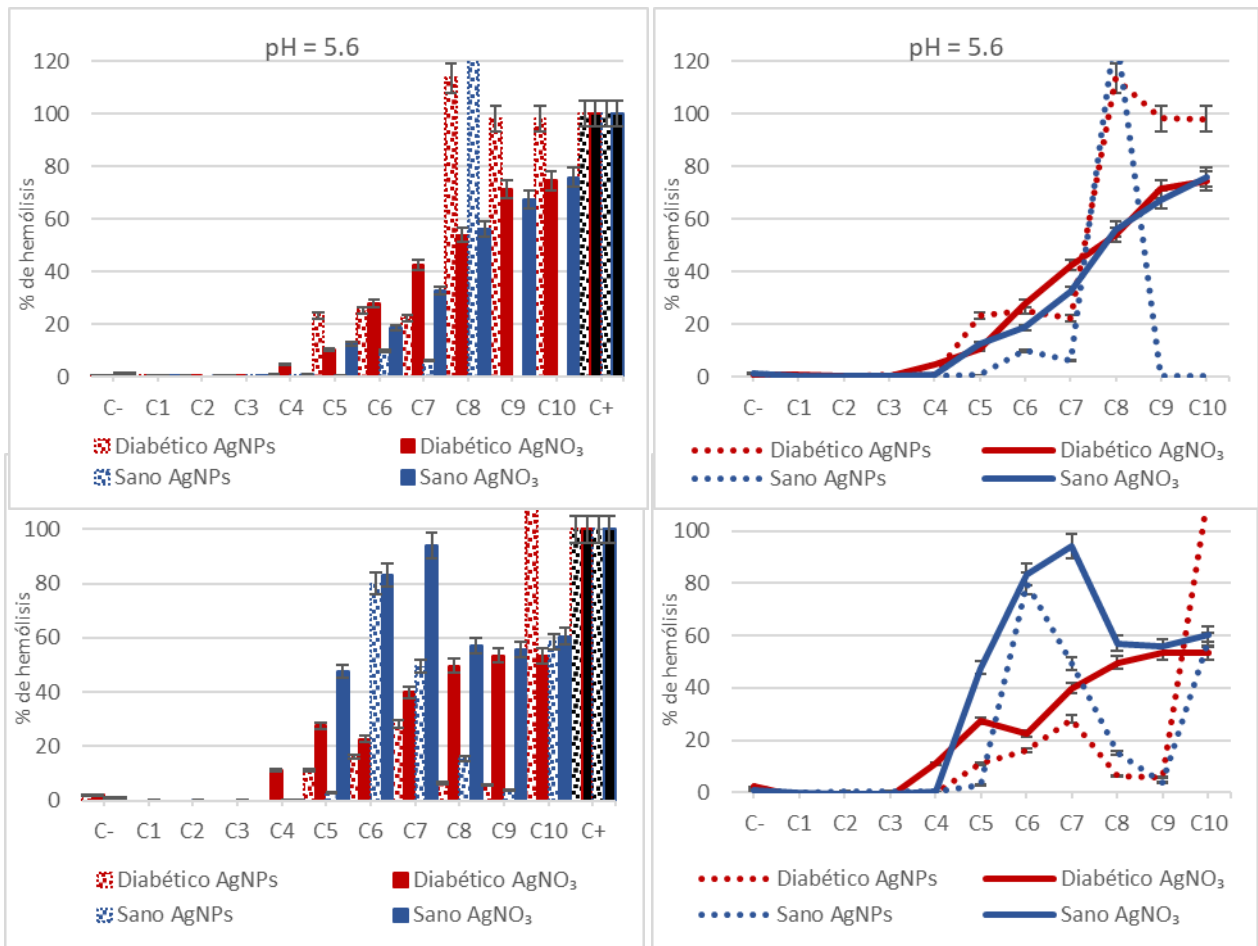 pH = 5.6
120
100
80
60
40
20
0
% de hemólisis
C- C1 C2 C3 C4 C5 C6 C7 C8 C9 C10 C+
Diabético AgNPs Diabético AgNO₃
Sano AgNPs Sano AgNO₃
pH = 5.6
120
100
80
60
40
20
0
% de hemólisis
C- C1 C2 C3 C4 C5 C6 C7 C8 C9 C10
Diabético AgNPs Diabético AgNO₃
Sano AgNPs Sano AgNO₃
100
80
60
40
20
0
% de hemólisis
C- C1 C2 C3 C4 C5 C6 C7 C8 C9 C10 C+
Diabético AgNPs Diabético AgNO₃
Sano AgNPs Sano AgNO₃
100
80
60
40
20
0
% de hemólisis
C- C1 C2 C3 C4 C5 C6 C7 C8 C9 C10
Diabético AgNPs Diabético AgNO₃
Sano AgNPs Sano AgNO₃